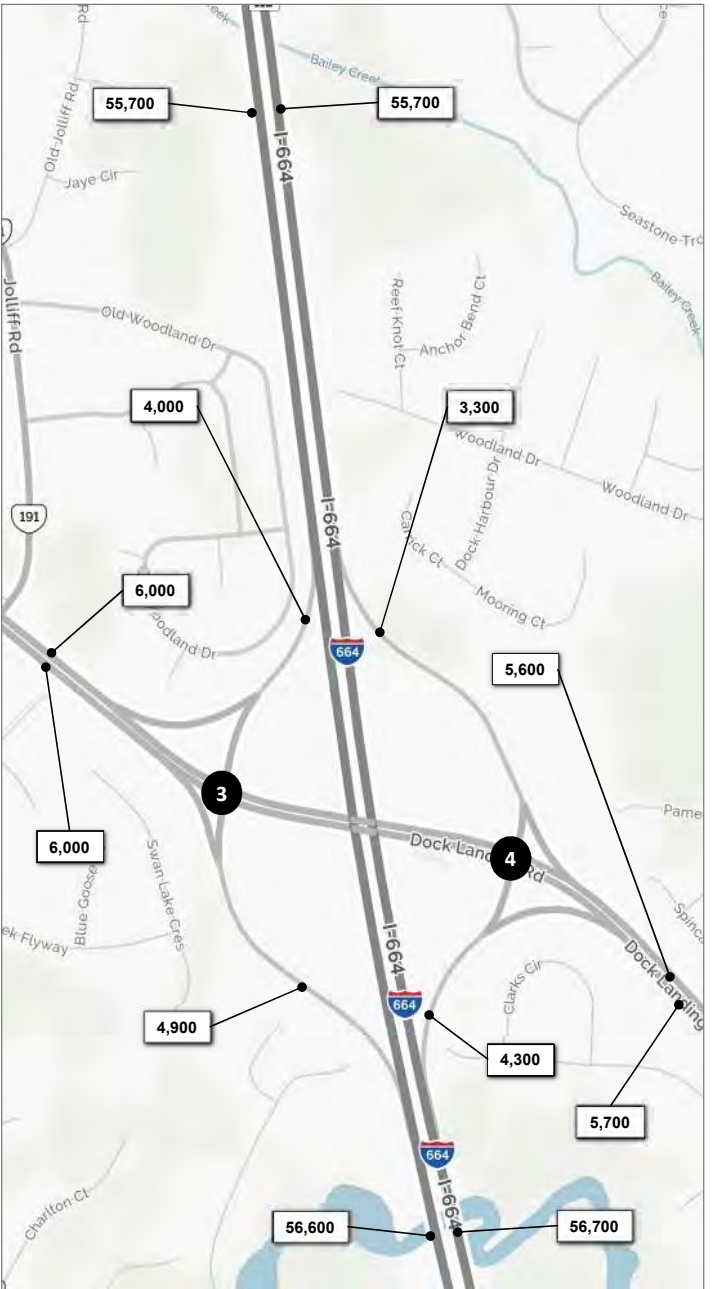 Bailey Creek
55,700
55,700
Old Jolliff Rd
I-664
Jaye Cir
Seastone
Bailey Creek
Jolliff Rd
Reef Knot Ct
Anchor Bend Ct
Old Woodland Dr
4,000
3,300
Woodland Dr
Woodland Dr
Dock Harbour Dr
191
I-664
Carrick Ct
Mooring Ct
6,000
664
5,600
3
6,000
Dock
4
Rd
Blue Goose
Swan Lake Cres
Flyway
I-664
Dock Landing
Clarks Cir
664
4,900
4,300
5,700
664
I-664
Charlton Ct
56,600
56,700